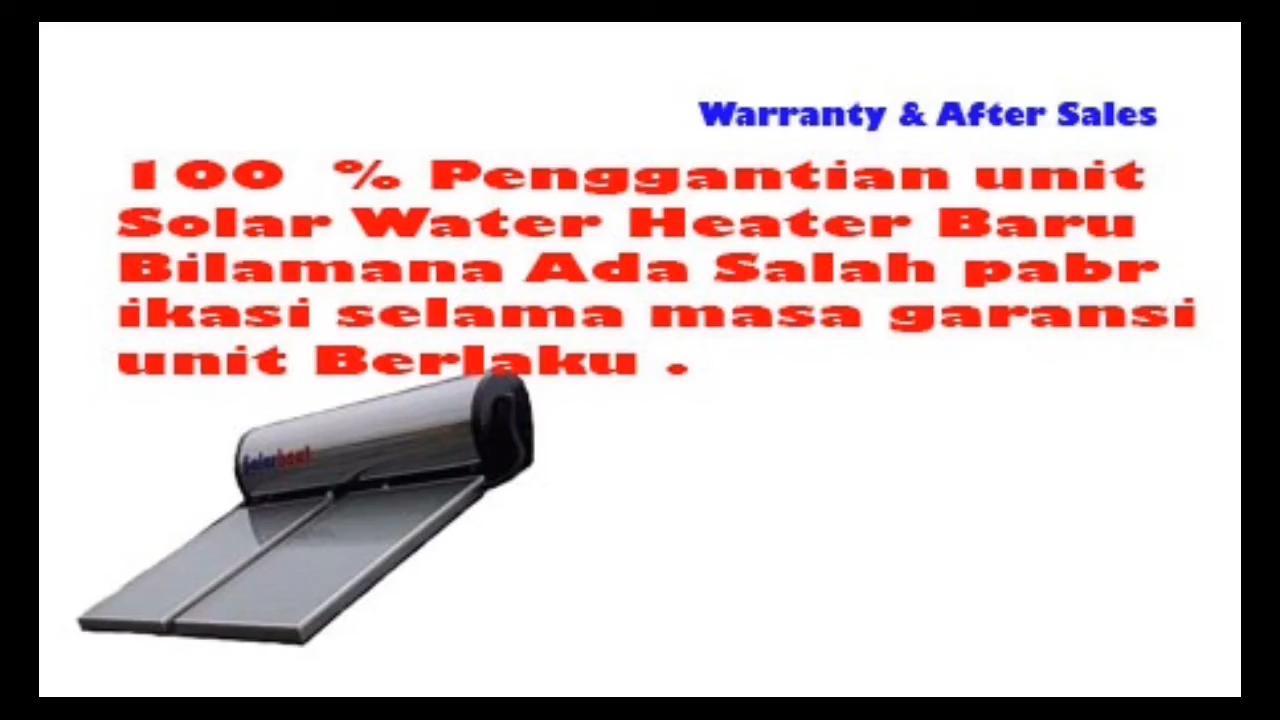 Warranty & After Sales
100 % Penggantian unit
Solar Water Heater Baru
Bilamana Ada Salah pabr
ikasi selama masa garansi
unit Berlaku .
Solarheat